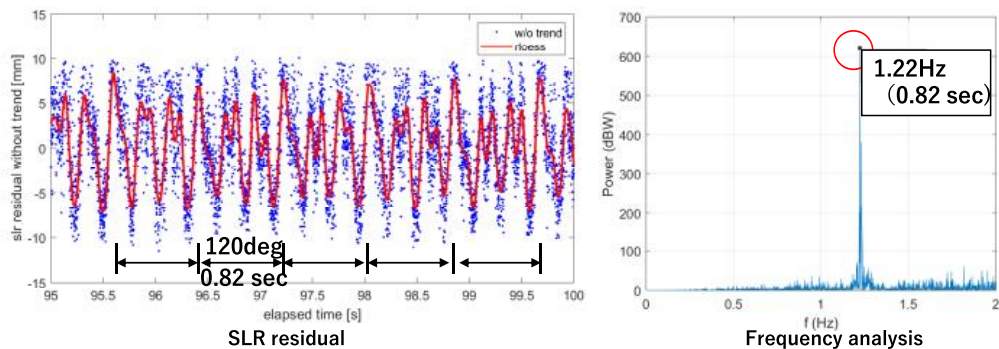 15
10
5
0
-5
-10
-15
slr residual without trend [mm]
w/o trend
rloess
120deg
0.82 sec
95
95.5
96
96.5
97
97.5
98
98.5
99
99.5
100
elapsed time [s]
SLR residual
700
600
500
400
300
200
100
0
Power (dBW)
1.22Hz
（0.82 sec)
0
0.5
1
1.5
2
f (Hz)
Frequency analysis